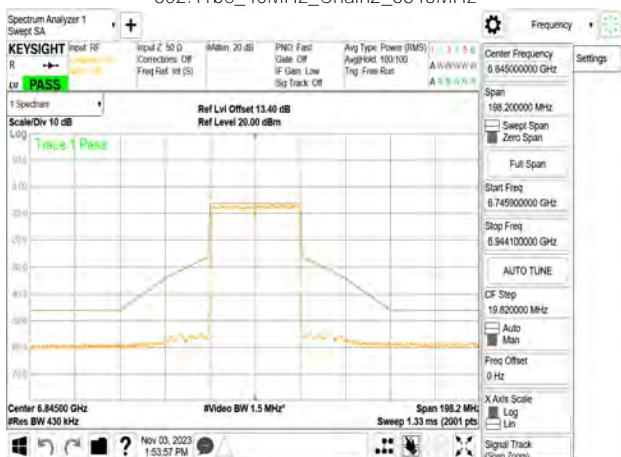 Spectrum Analyzer 1
Swept SA
Frequency
KEYSIGHT
Input: RF
Input Z: 50 Ω
#Atten: 20 dB
PNO: Fast
Avg Type: Power (RMS)
R
Corrections: Off
Gate: Off
Avg|Hold: 100/100
Freq Ref: Int (S)
IF Gain: Low
Trig: Free Run
Sig Track: Off
PASS
1 Spectrum
Scale/Div 10 dB
Ref Lvl Offset 13.40 dB
Ref Level 20.00 dBm
Log
Trace 1 Pass
Center 6.84500 GHz
#Video BW 1.5 MHz*
Span 198.2 MHz
#Res BW 430 kHz
Sweep 1.33 ms (2001 pts
Nov 03, 2023
1:53:57 PM
Center Frequency
6.845000000 GHz
Settings
Span
198.200000 MHz
Swept Span
Zero Span
Full Span
Start Freq
6.745900000 GHz
Stop Freq
6.944100000 GHz
AUTO TUNE
CF Step
19.820000 MHz
Auto
Man
Freq Offset
0 Hz
X Axis Scale
Log
Lin
Signal Track
(Span Zoom)